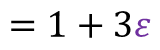 = 1 + 3ε